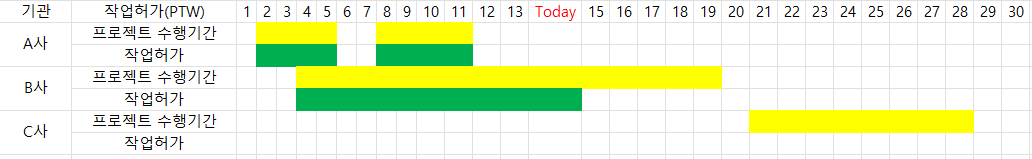 기관 작업허가(PTW) 1 2 3 4 5 6 7 8 9 10 11 12 13 Today 15 16 17 18 19 20 21 22 23 24 25 26 27 28 29 30
A사 프로젝트 수행기간
작업허가
B사 프로젝트 수행기간
작업허가
C사 프로젝트 수행기간
작업허가